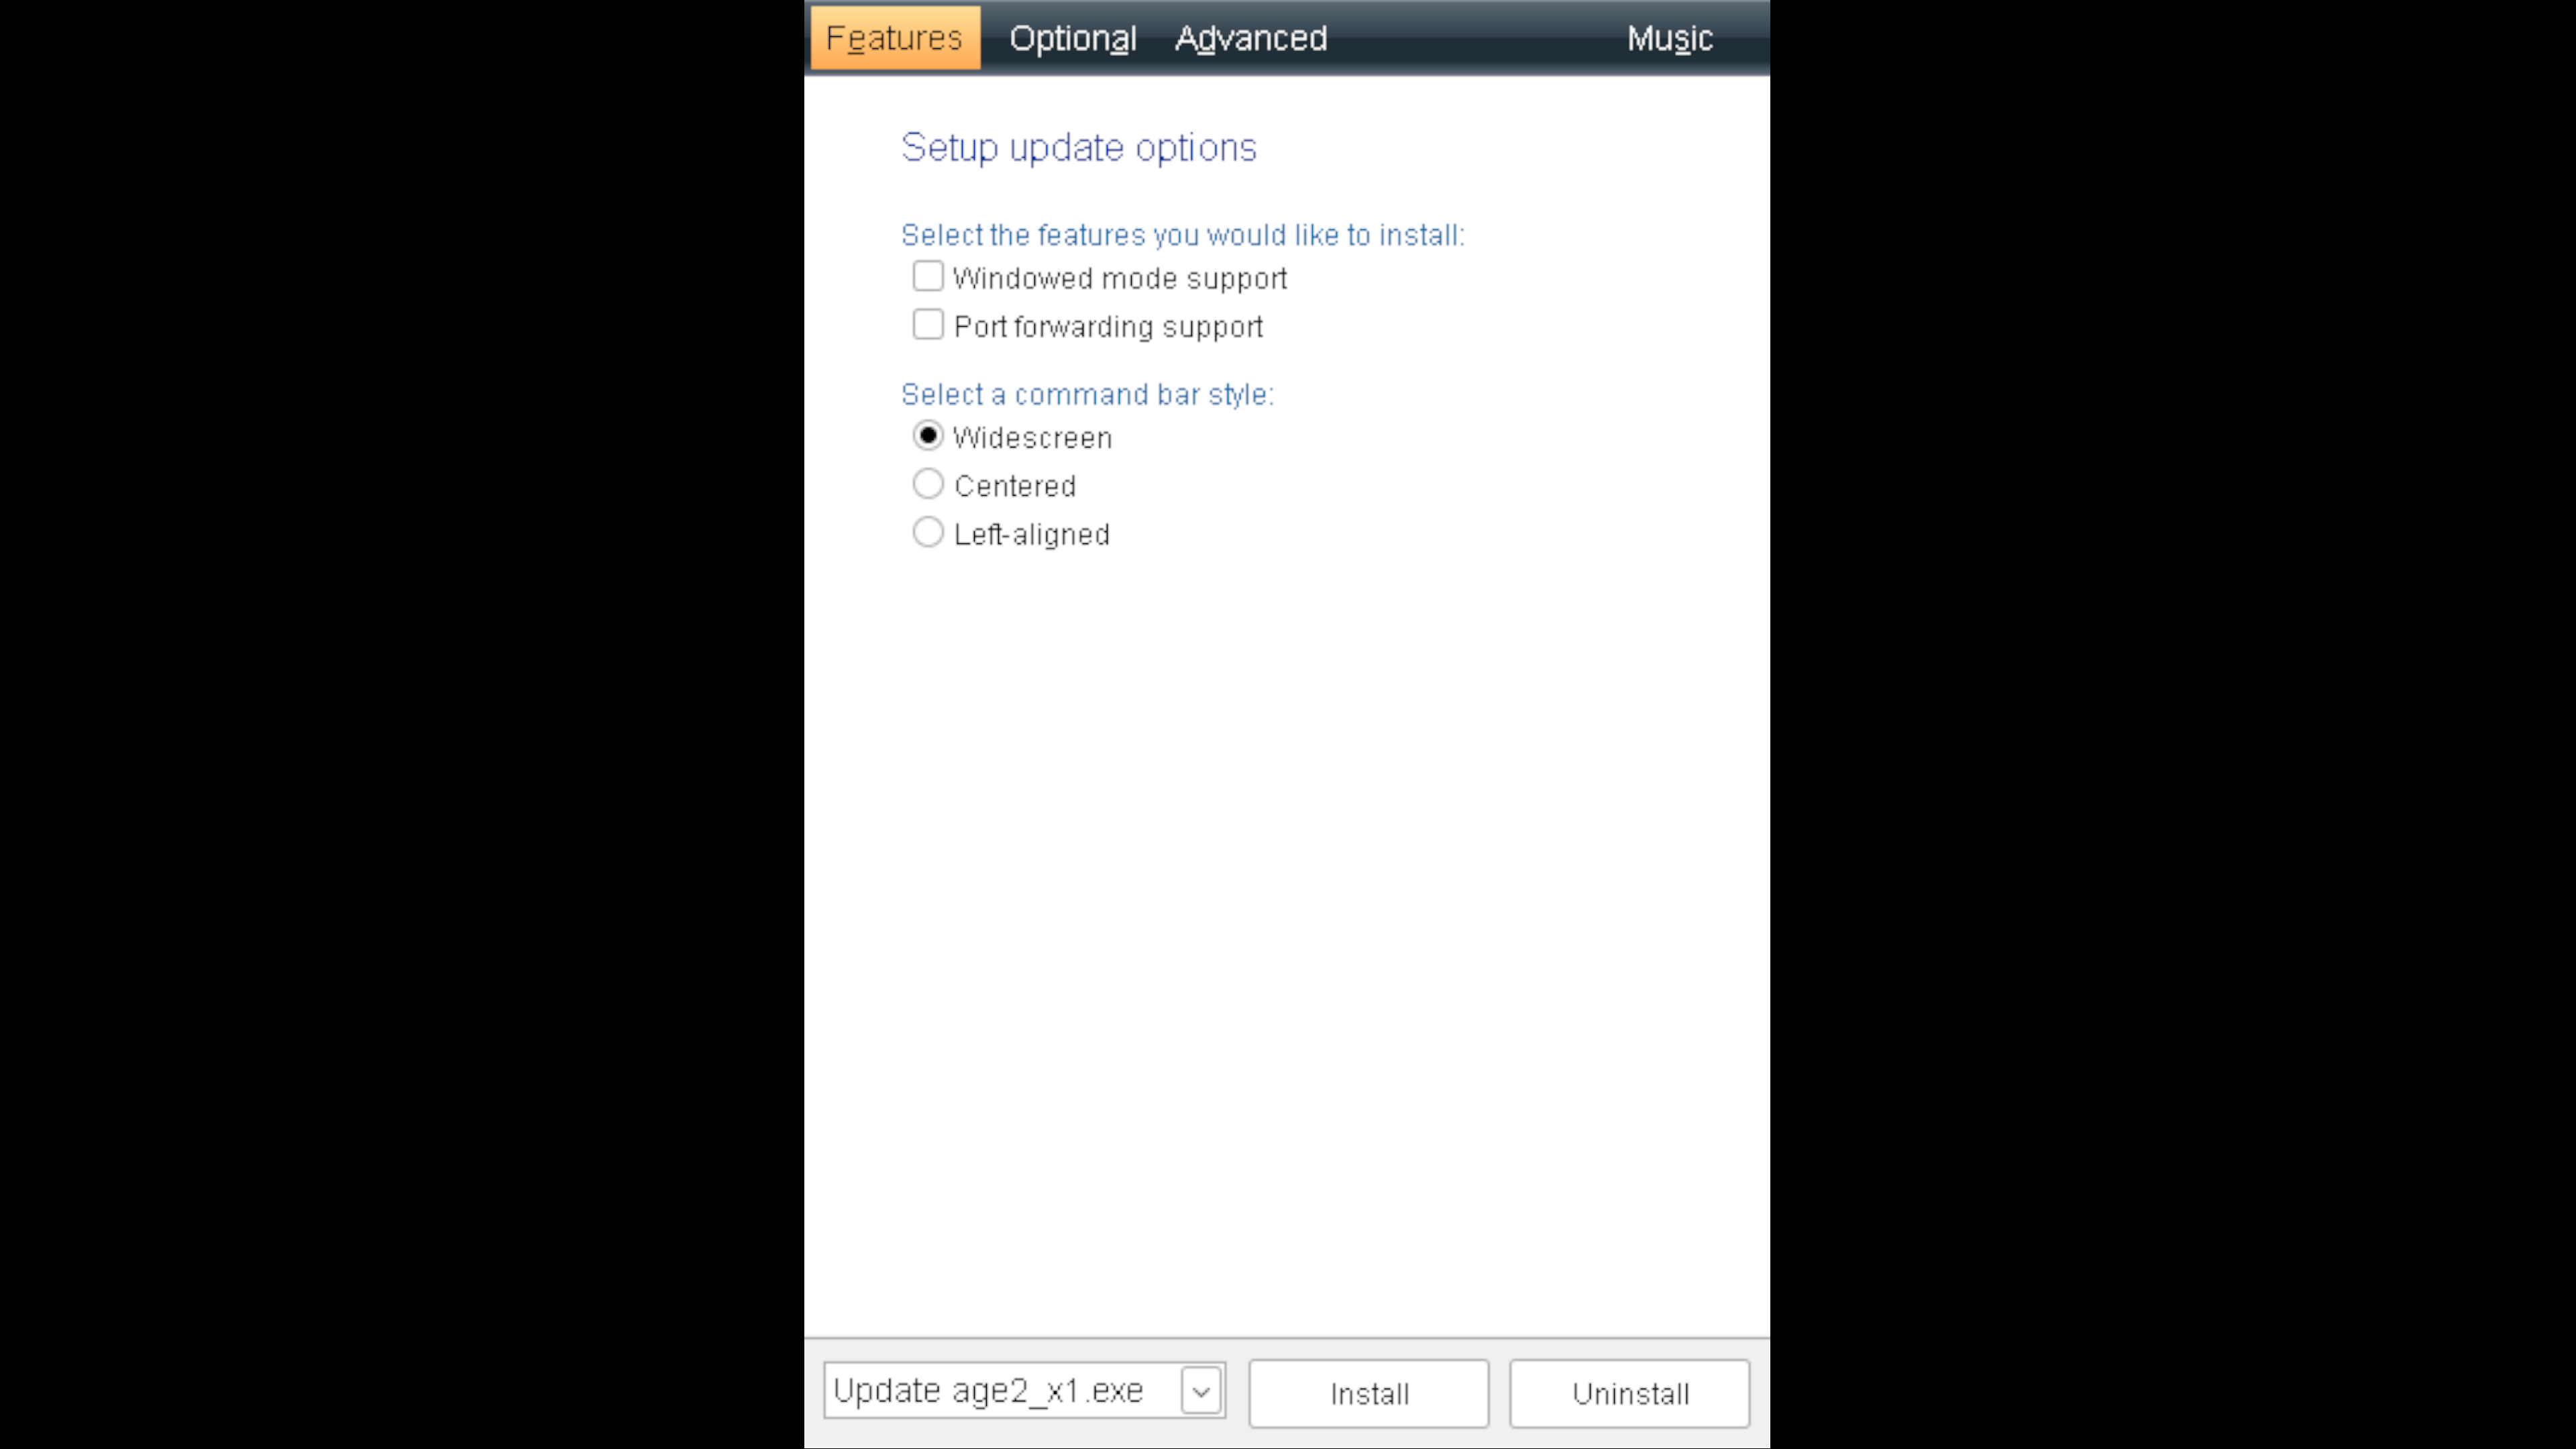 Features Optional Advanced Music
Setup update options
Select the features you would like to install:
Windowed mode support
Port forwarding support
Select a command bar style:
Widescreen
Centered
Left-aligned
Update age2_x1.exe Install Uninstall